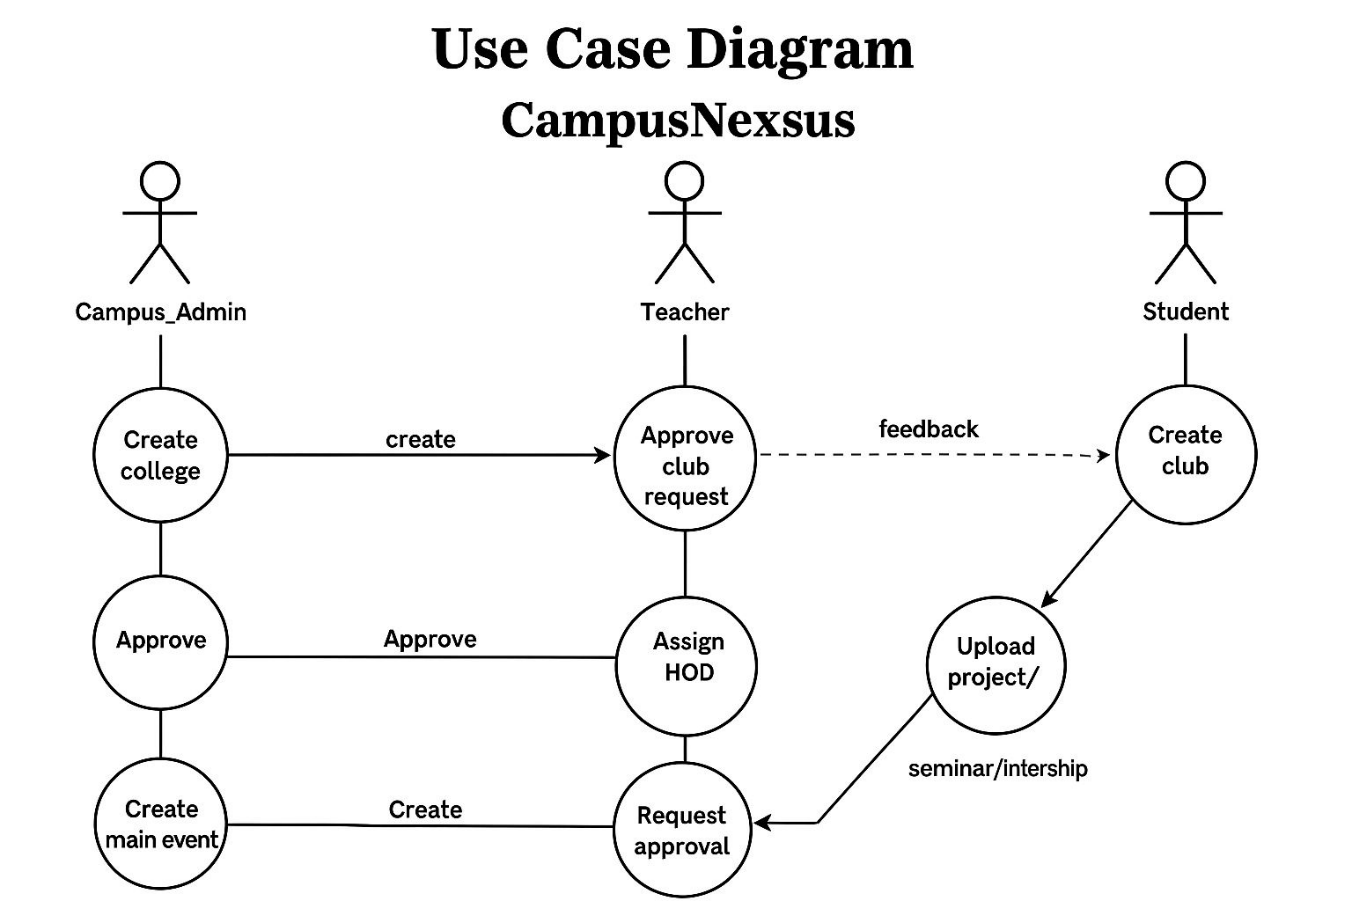 Use Case Diagram
CampusNexsus
Campus_Admin
Teacher
Student
Create
college
create
Approve
club
request
feedback
Create
club
Approve
Approve
Assign
HOD
Upload
project/
seminar/intership
Create
main event
Create
Request
approval